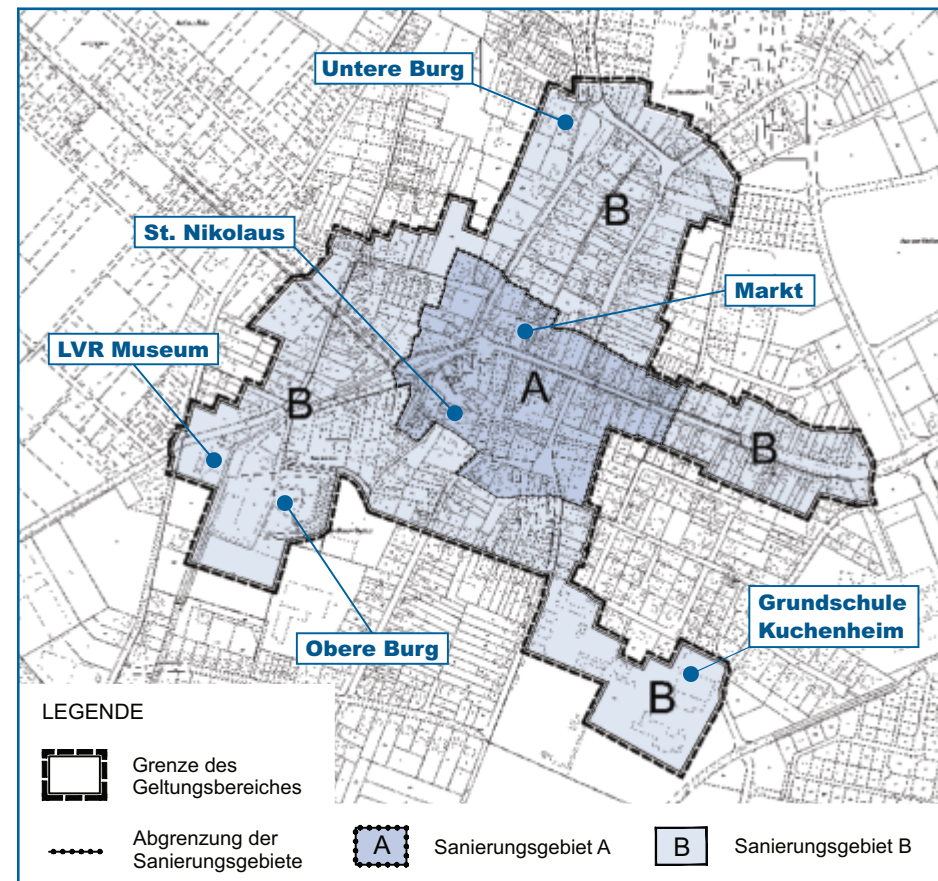 Untere Burg
B
St. Nikolaus
Markt
LVR Museum
A
B
B
Grundschule
Kuchenheim
Obere Burg
B
LEGENDE
Grenze des
Geltungsbereiches
Abgrenzung der
Sanierungsgebiete
A
Sanierungsgebiet A
B
Sanierungsgebiet B